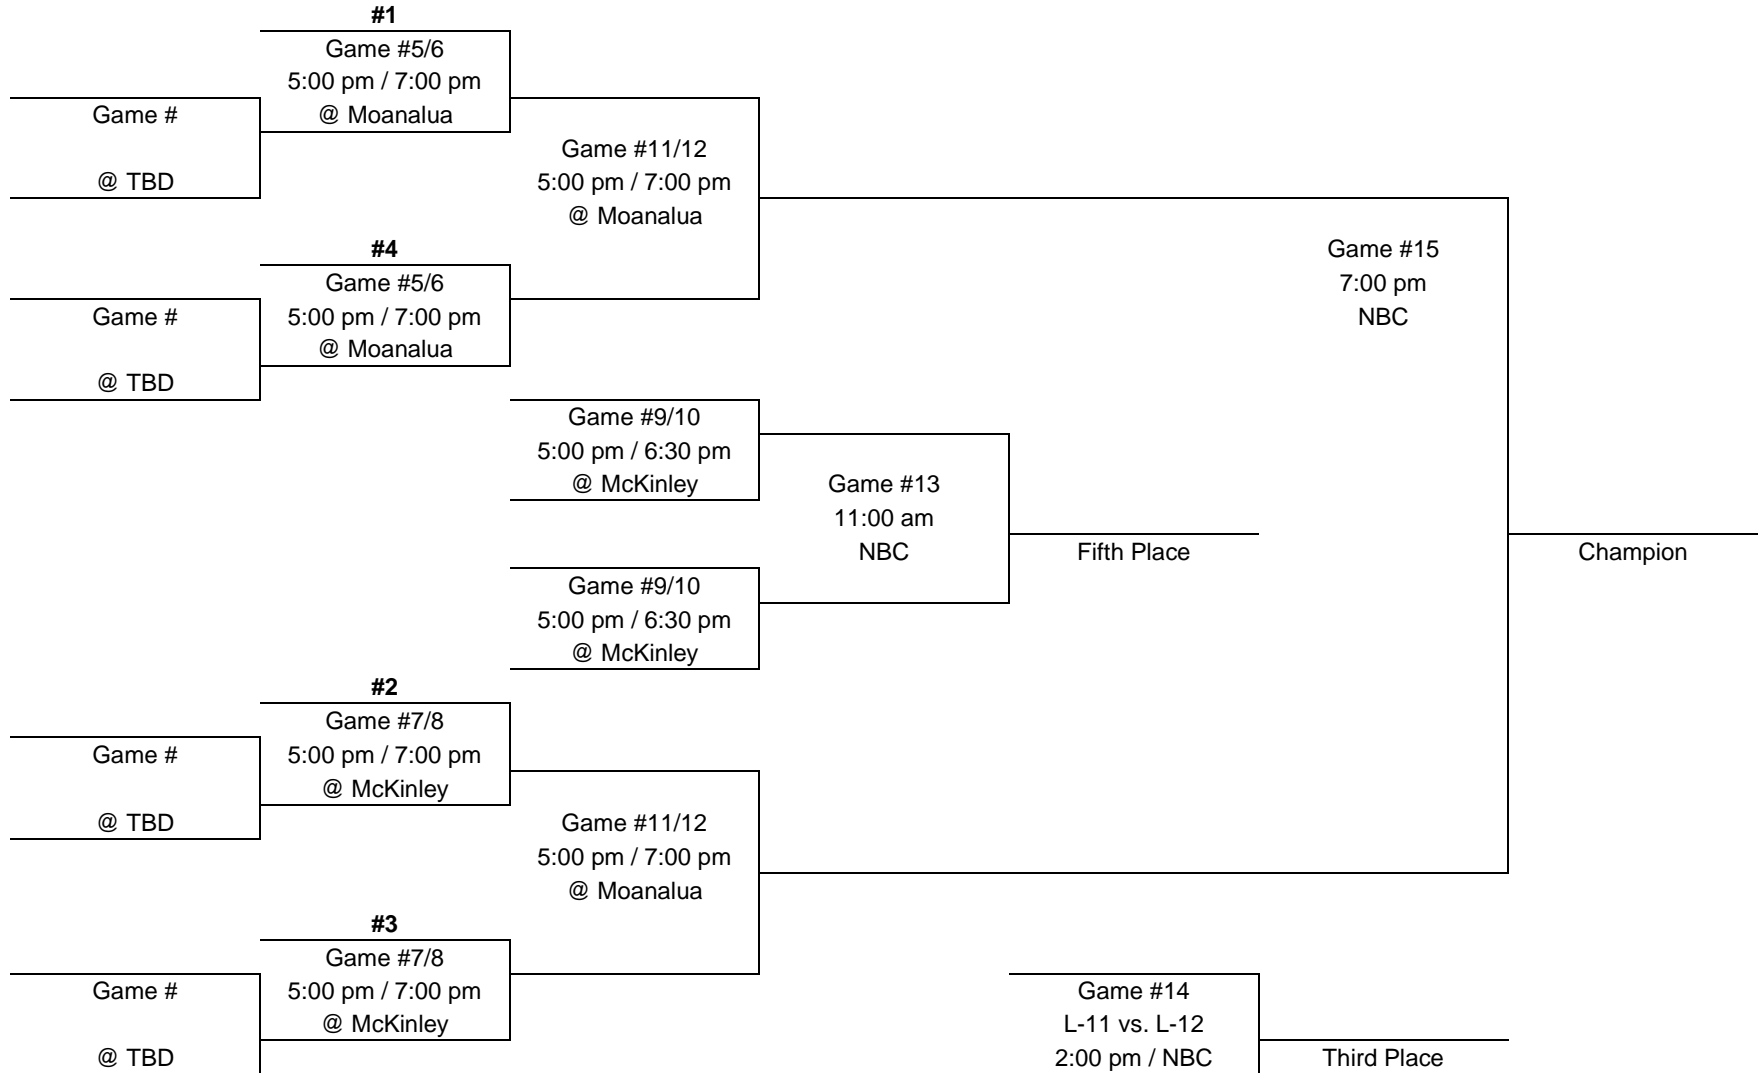 #1
Game #5/6
5:00 pm / 7:00 pm
@ Moanalua
Game #
@ TBD
Game #11/12
5:00 pm / 7:00 pm
@ Moanalua
#4
Game #5/6
5:00 pm / 7:00 pm
@ Moanalua
Game #
@ TBD
Game #15
7:00 pm
NBC
Game #9/10
5:00 pm / 6:30 pm
@ McKinley
Game #13
11:00 am
NBC
Fifth Place
Champion
Game #9/10
5:00 pm / 6:30 pm
@ McKinley
#2
Game #7/8
5:00 pm / 7:00 pm
@ McKinley
Game #
@ TBD
Game #11/12
5:00 pm / 7:00 pm
@ Moanalua
#3
Game #7/8
5:00 pm / 7:00 pm
@ McKinley
Game #
@ TBD
Game #14
L-11 vs. L-12
2:00 pm / NBC
Third Place